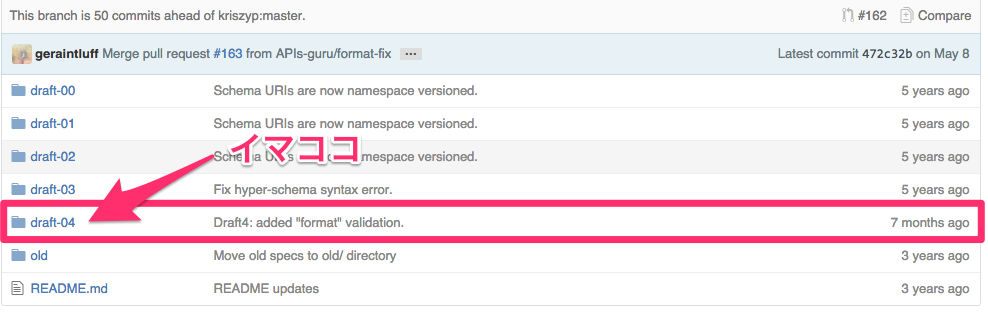 This branch is 50 commits ahead of kriszyp:master. #162 Compare
geraintluff Merge pull request #163 from APIs-guru/format-fix ... Latest commit 472c32b on May 8
draft-00 Schema URIs are now namespace versioned. 5 years ago
draft-01 Schema URIs are now namespace versioned. 5 years ago
イマココ
draft-02 Schema URIs are now namespace versioned. 5 years ago
draft-03 Fix hyper-schema syntax error. 5 years ago
draft-04 Draft4: added "format" validation. 7 months ago
old Move old specs to old/ directory 3 years ago
README.md README updates 3 years ago